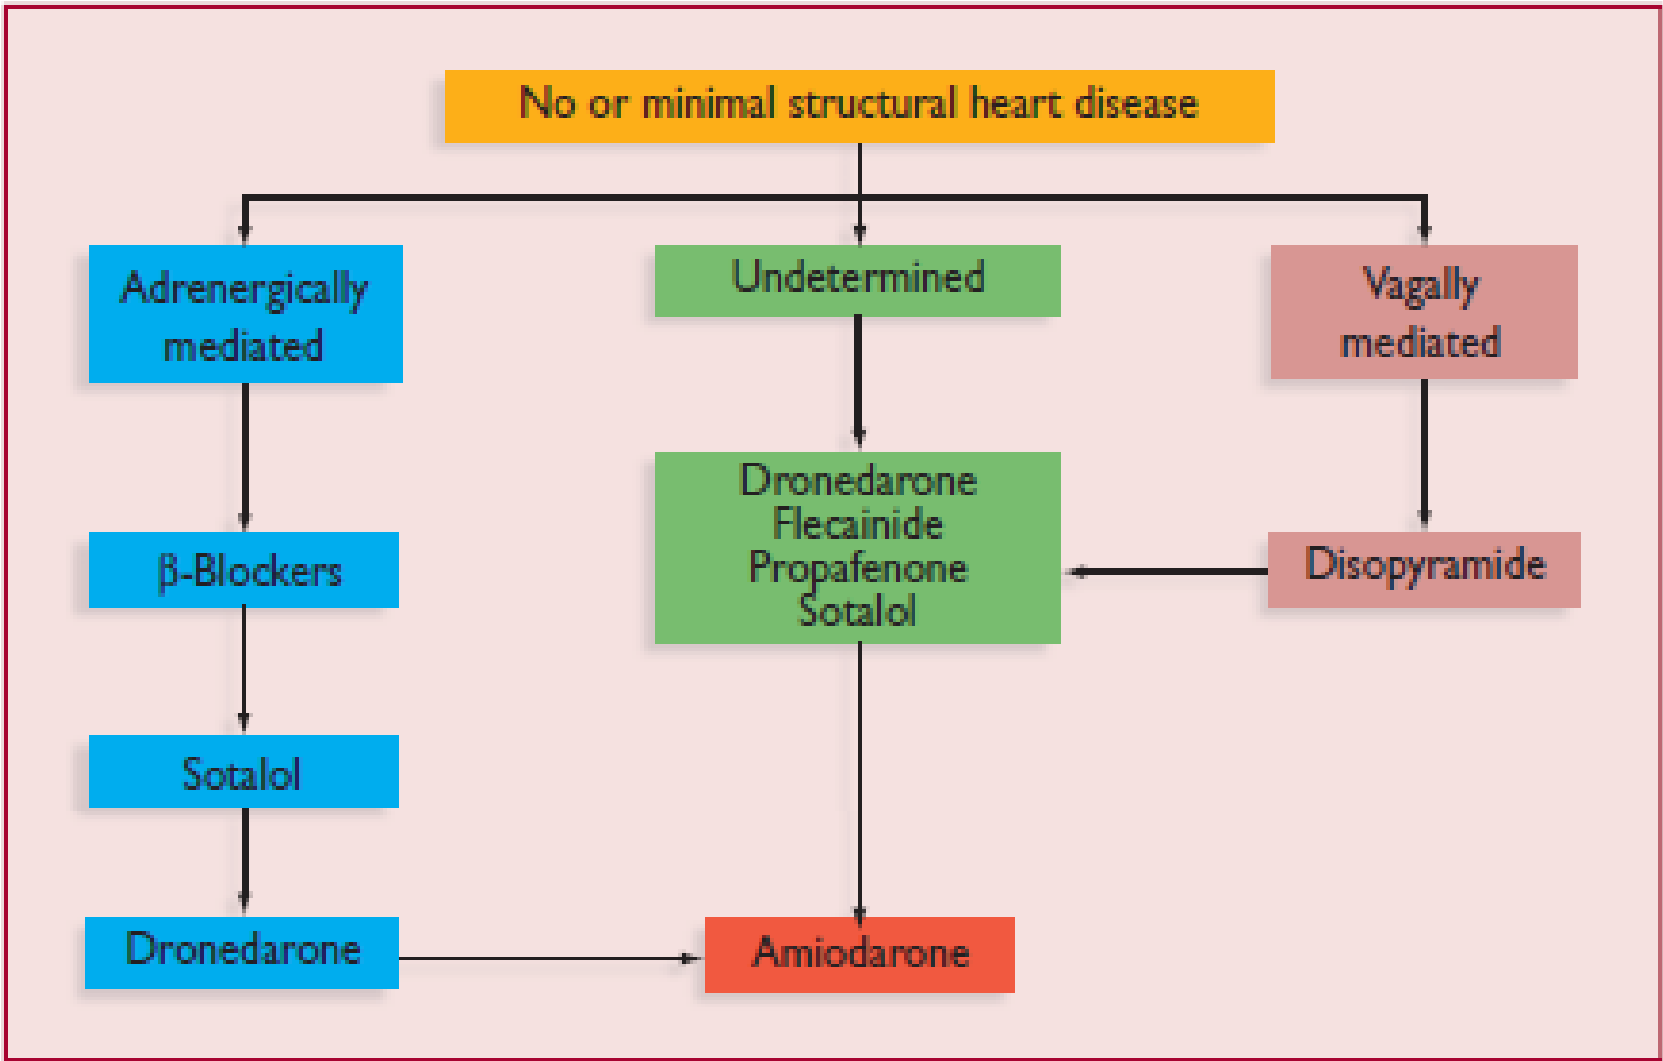 No or minimal structural heart disease
Adrenergically
mediated
Undetermined
Vagally
mediated
Dronedarone
Flecainide
Propafenone
Sotalol
β-Blockers
Disopyramide
Sotalol
Dronedarone
Amiodarone